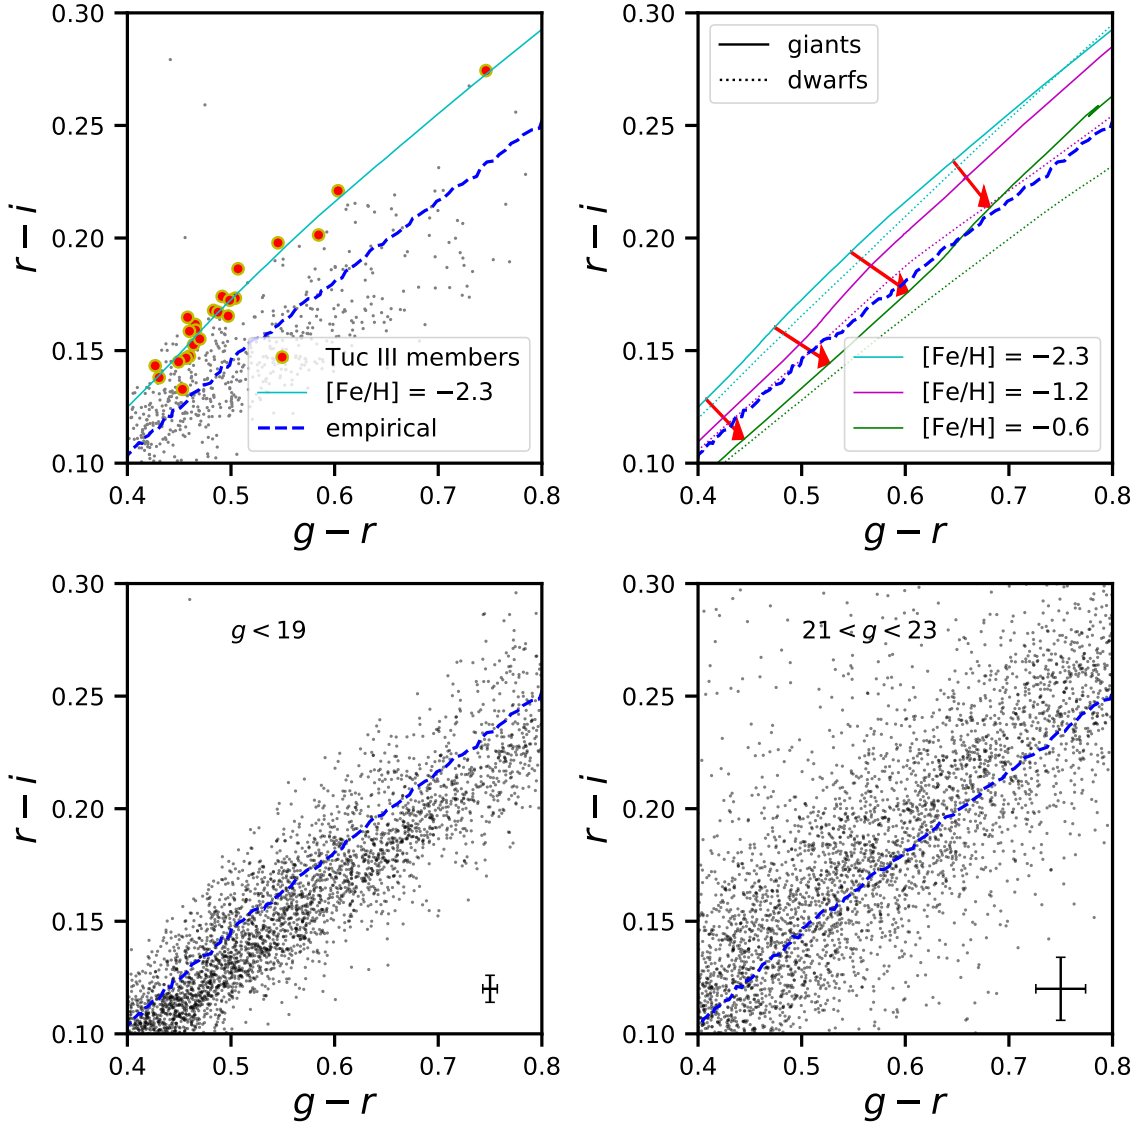 0.30
0.25
0.20
0.15
0.10
r − i
0.4 0.5 0.6 0.7 0.8
g − r
Tuc III members
[Fe/H] = −2.3
empirical
0.30
0.25
0.20
0.15
0.10
r − i
0.4 0.5 0.6 0.7 0.8
g − r
giants
dwarfs
[Fe/H] = −2.3
[Fe/H] = −1.2
[Fe/H] = −0.6
0.30
0.25
0.20
0.15
0.10
r − i
0.4 0.5 0.6 0.7 0.8
g − r
g < 19
0.30
0.25
0.20
0.15
0.10
r − i
0.4 0.5 0.6 0.7 0.8
g − r
21 < g < 23